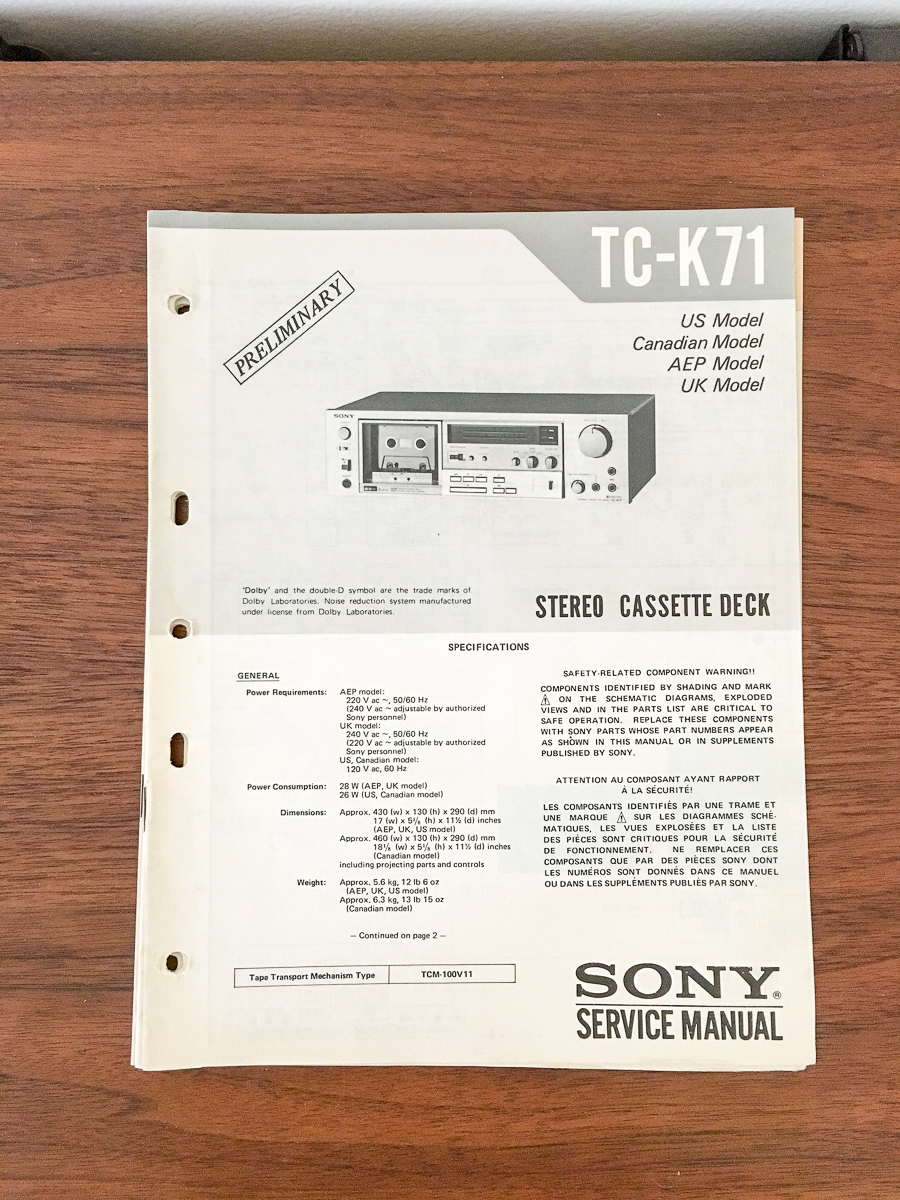 TC-K71
US Model
Canadian Model
AEP Model
UK Model
PRELIMINARY
SONY
"Dolby" and the double-D symbol are the trade marks of
Dolby Laboratories. Noise reduction system manufactured
under license from Dolby Laboratories.
STEREO CASSETTE DECK
SPECIFICATIONS
GENERAL
Power Requirements: AEP model:
220 V ac ~, 50/60 Hz
(240 V ac ~ adjustable by authorized
Sony personnel)
UK model:
240 V ac ~, 50/60 Hz
(220 V ac ~ adjustable by authorized
Sony personnel)
US, Canadian model:
120 V ac, 60 Hz
Power Consumption: 28 W (AEP, UK model)
26 W (US, Canadian model)
Dimensions: Approx. 430 (w) x 130 (h) x 290 (d) mm
17 (w) x 5⅛ (h) x 11½ (d) inches
(AEP, UK, US model)
Approx. 460 (w) x 130 (h) x 290 (d) mm
18⅛ (w) x 5⅛ (h) x 11½ (d) inches
(Canadian model)
including projecting parts and controls
Weight: Approx. 5.6 kg, 12 lb 6 oz
(AEP, UK, US model)
Approx. 6.3 kg, 13 lb 15 oz
(Canadian model)
— Continued on page 2 —
SAFETY-RELATED COMPONENT WARNING!!
COMPONENTS IDENTIFIED BY SHADING AND MARK
⚠ ON THE SCHEMATIC DIAGRAMS, EXPLODED
VIEWS AND IN THE PARTS LIST ARE CRITICAL TO
SAFE OPERATION. REPLACE THESE COMPONENTS
WITH SONY PARTS WHOSE PART NUMBERS APPEAR
AS SHOWN IN THIS MANUAL OR IN SUPPLEMENTS
PUBLISHED BY SONY.
ATTENTION AU COMPOSANT AYANT RAPPORT
À LA SÉCURITÉ!
LES COMPOSANTS IDENTIFIÉS PAR UNE TRAME ET
UNE MARQUE ⚠ SUR LES DIAGRAMMES SCHÉ-
MATIQUES, LES VUES EXPLOSÉES ET LA LISTE
DES PIÈCES SONT CRITIQUES POUR LA SÉCURITÉ
DE FONCTIONNEMENT. NE REMPLACER CES
COMPOSANTS QUE PAR DES PIÈCES SONY DONT
LES NUMÉROS SONT DONNÉS DANS CE MANUEL
OU DANS LES SUPPLÉMENTS PUBLIÉS PAR SONY.
Tape Transport Mechanism Type TCM-100V11
SONY®
SERVICE MANUAL